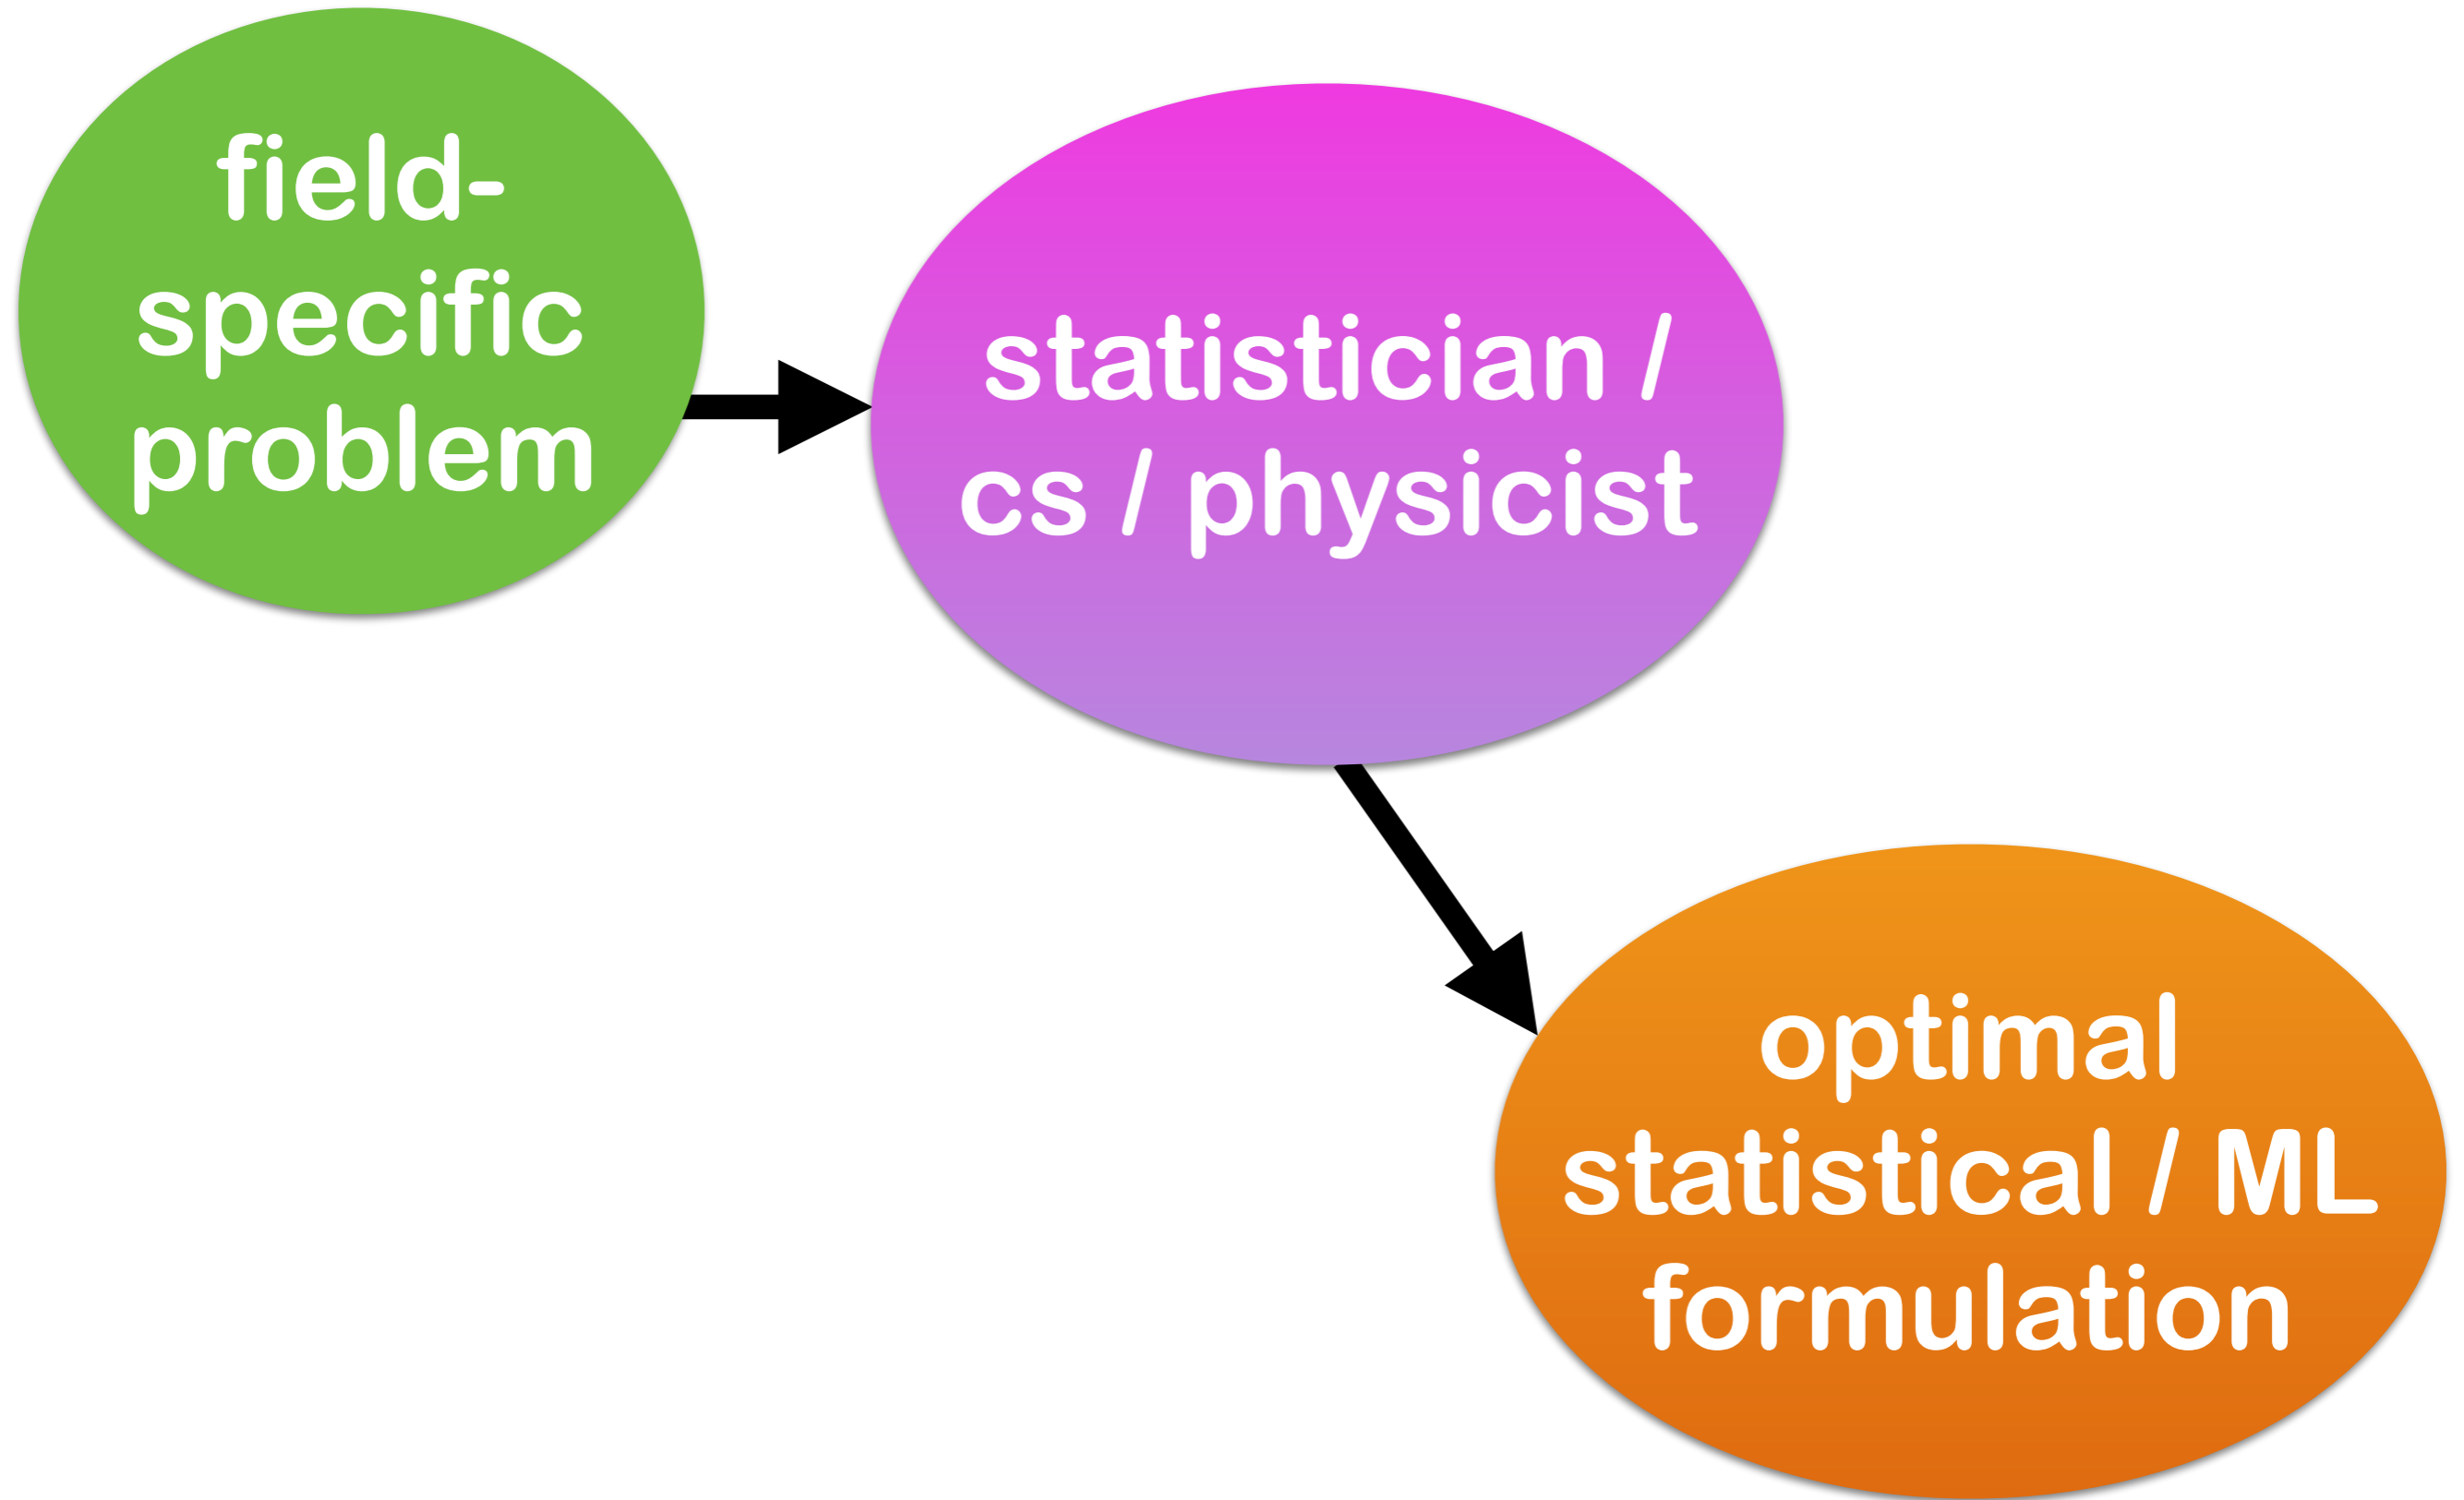 field-
specific
problem
statistician /
cs / physicist
optimal
statistical / ML
formulation